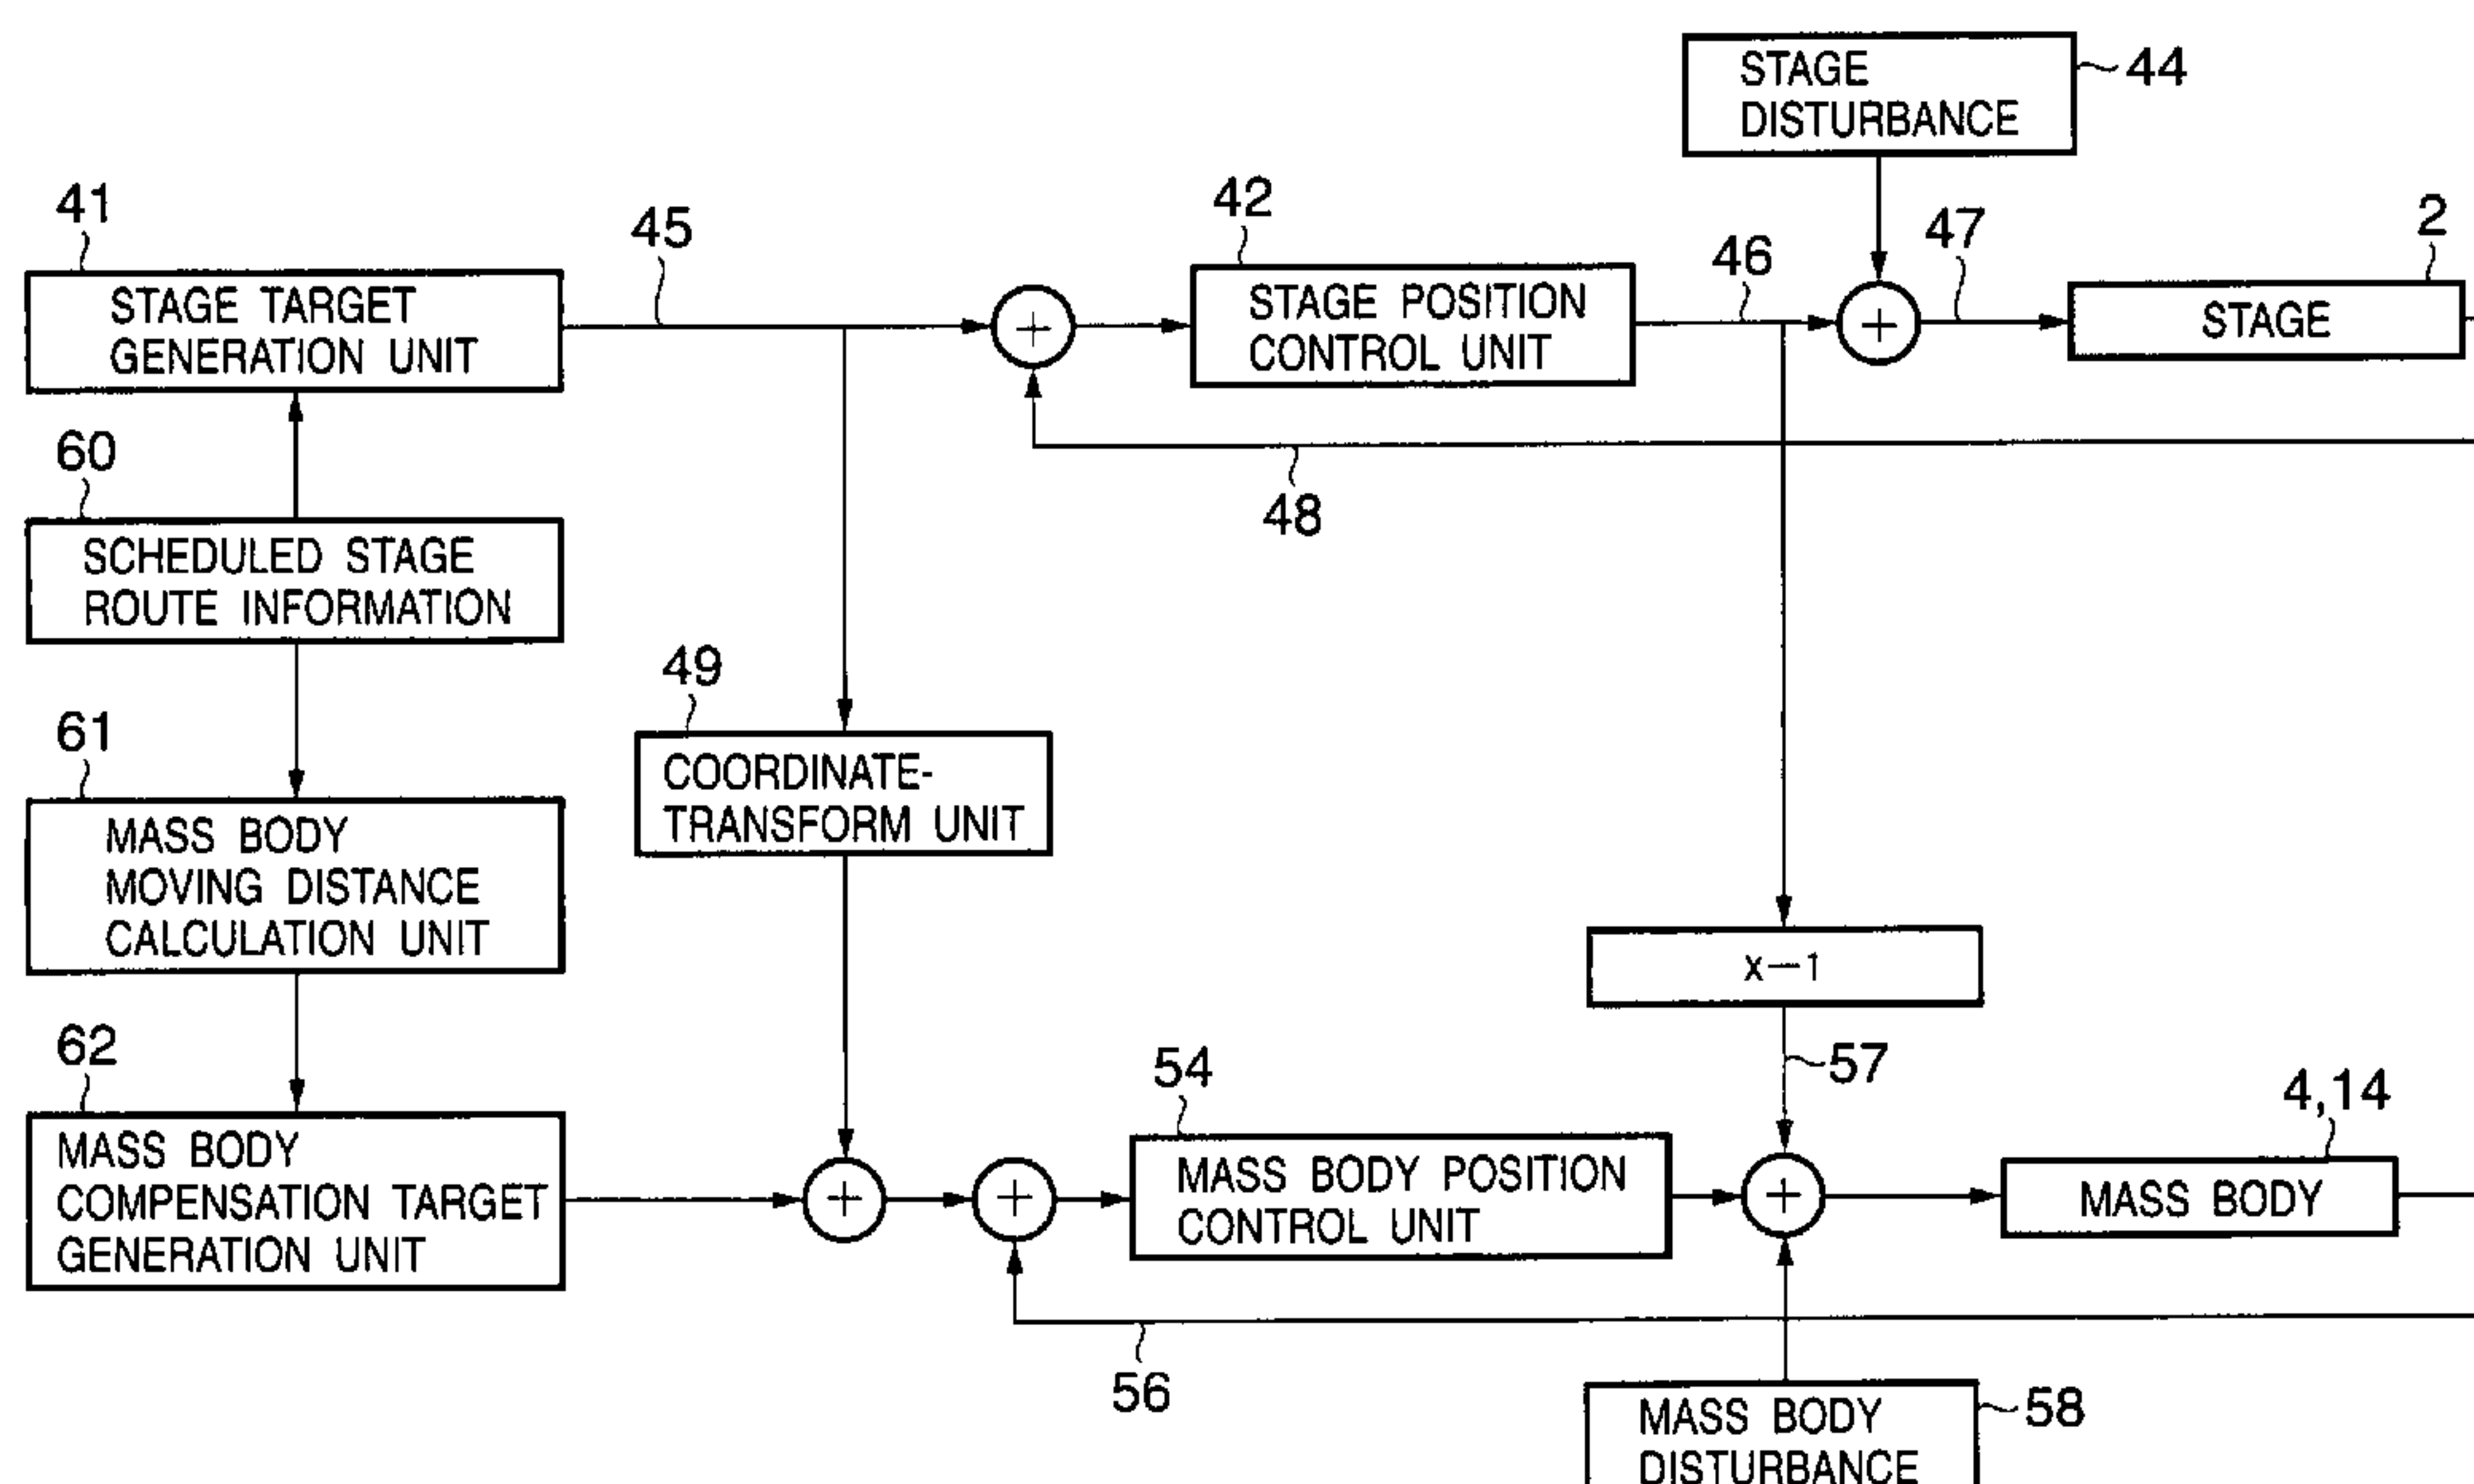 STAGE
DISTURBANCE
44
41
45
42
46
47
2
STAGE TARGET
GENERATION UNIT
+
STAGE POSITION
CONTROL UNIT
+
STAGE
60
48
SCHEDULED STAGE
ROUTE INFORMATION
49
61
COORDINATE-
TRANSFORM UNIT
MASS BODY
MOVING DISTANCE
CALCULATION UNIT
x−1
62
54
57
4,14
MASS BODY
COMPENSATION TARGET
GENERATION UNIT
+
+
MASS BODY POSITION
CONTROL UNIT
+
MASS BODY
56
MASS BODY
DISTURBANCE
58